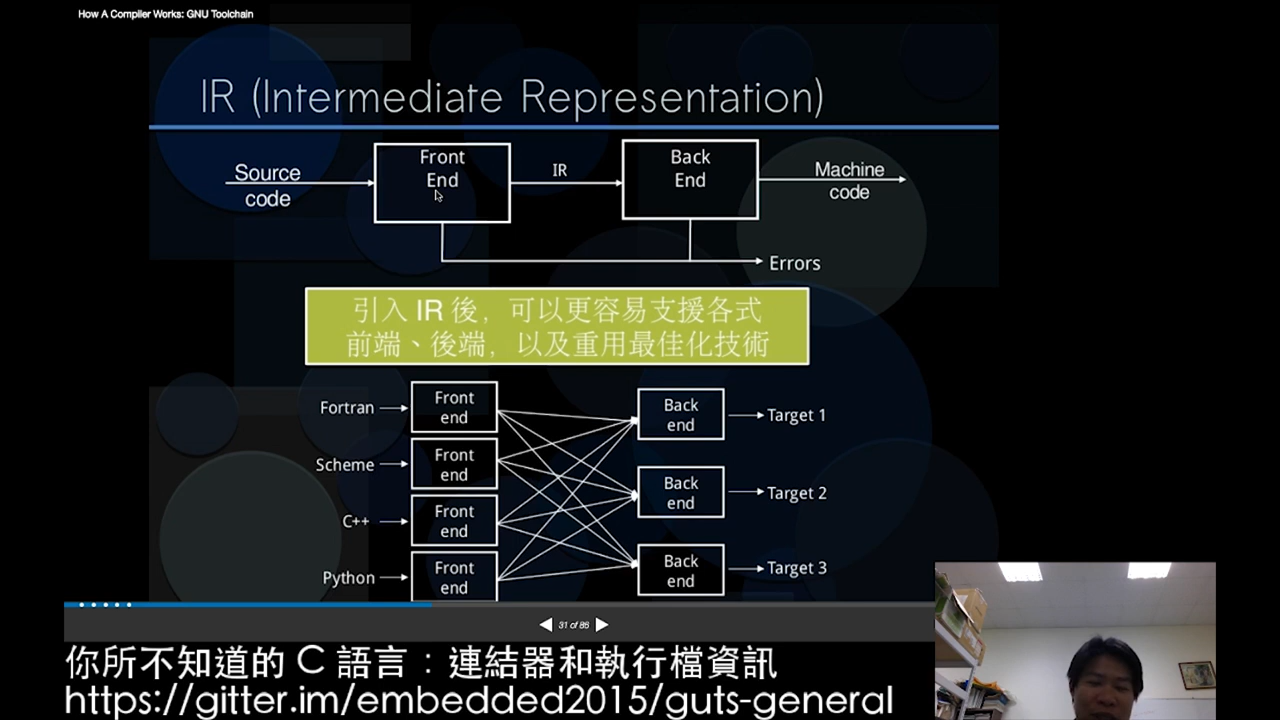 How A Compiler Works: GNU Toolchain
IR (Intermediate Representation)
Source
code
Front
End
IR
Back
End
Machine
code
Errors
引入 IR 後，可以更容易支援各式
前端、後端，以及重用最佳化技術
Fortran
Front
end
Back
end
Target 1
Scheme
Front
end
Back
end
Target 2
C++
Front
end
Python
Front
end
Back
end
Target 3
31 of 86
你所不知道的 C 語言：連結器和執行檔資訊
https://gitter.im/embedded2015/guts-general